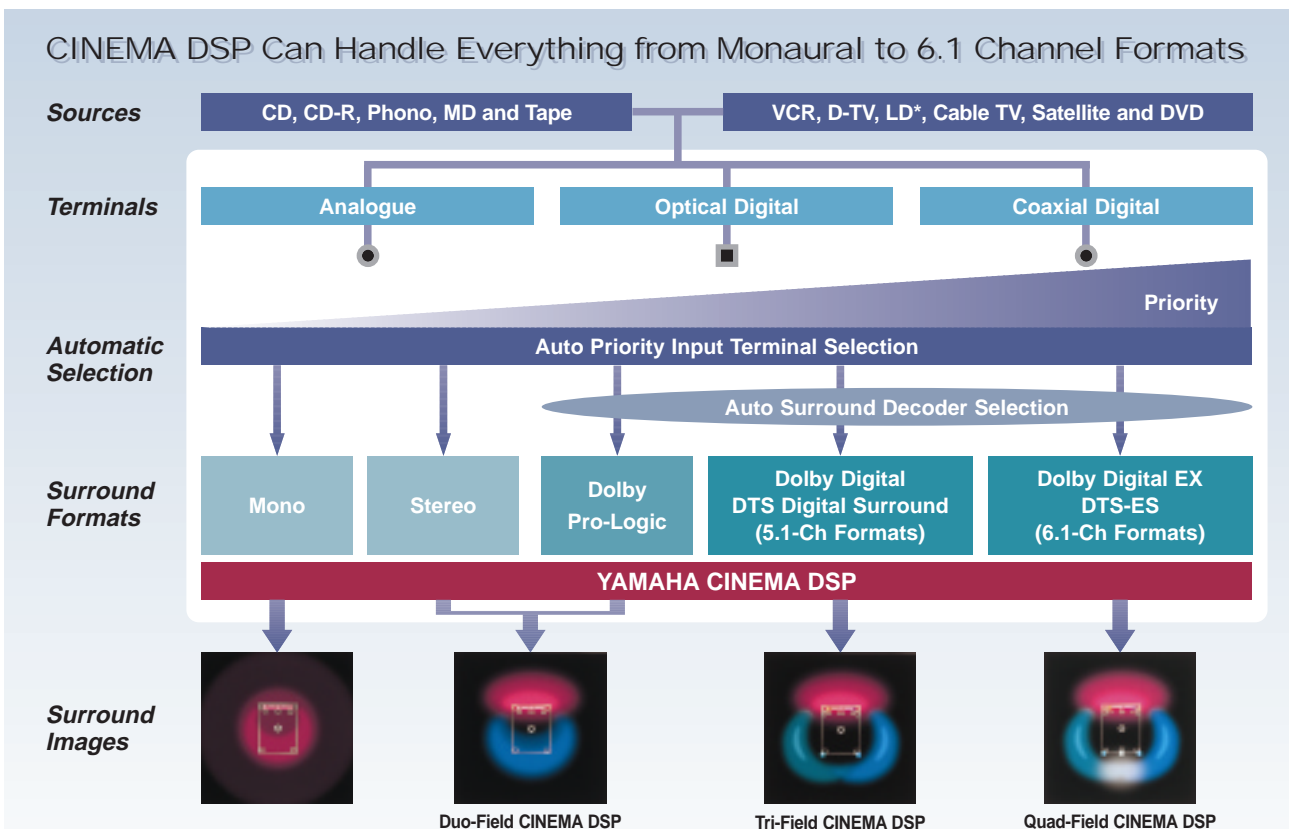 CINEMA DSP Can Handle Everything from Monaural to 6.1 Channel Formats
Sources
CD, CD-R, Phono, MD and Tape
VCR, D-TV, LD*, Cable TV, Satellite and DVD
Terminals
Analogue
Optical Digital
Coaxial Digital
Priority
Automatic
Selection
Auto Priority Input Terminal Selection
Auto Surround Decoder Selection
Surround
Formats
Mono
Stereo
Dolby
Pro-Logic
Dolby Digital
DTS Digital Surround
(5.1-Ch Formats)
Dolby Digital EX
DTS-ES
(6.1-Ch Formats)
YAMAHA CINEMA DSP
Surround
Images
Duo-Field CINEMA DSP
Tri-Field CINEMA DSP
Quad-Field CINEMA DSP